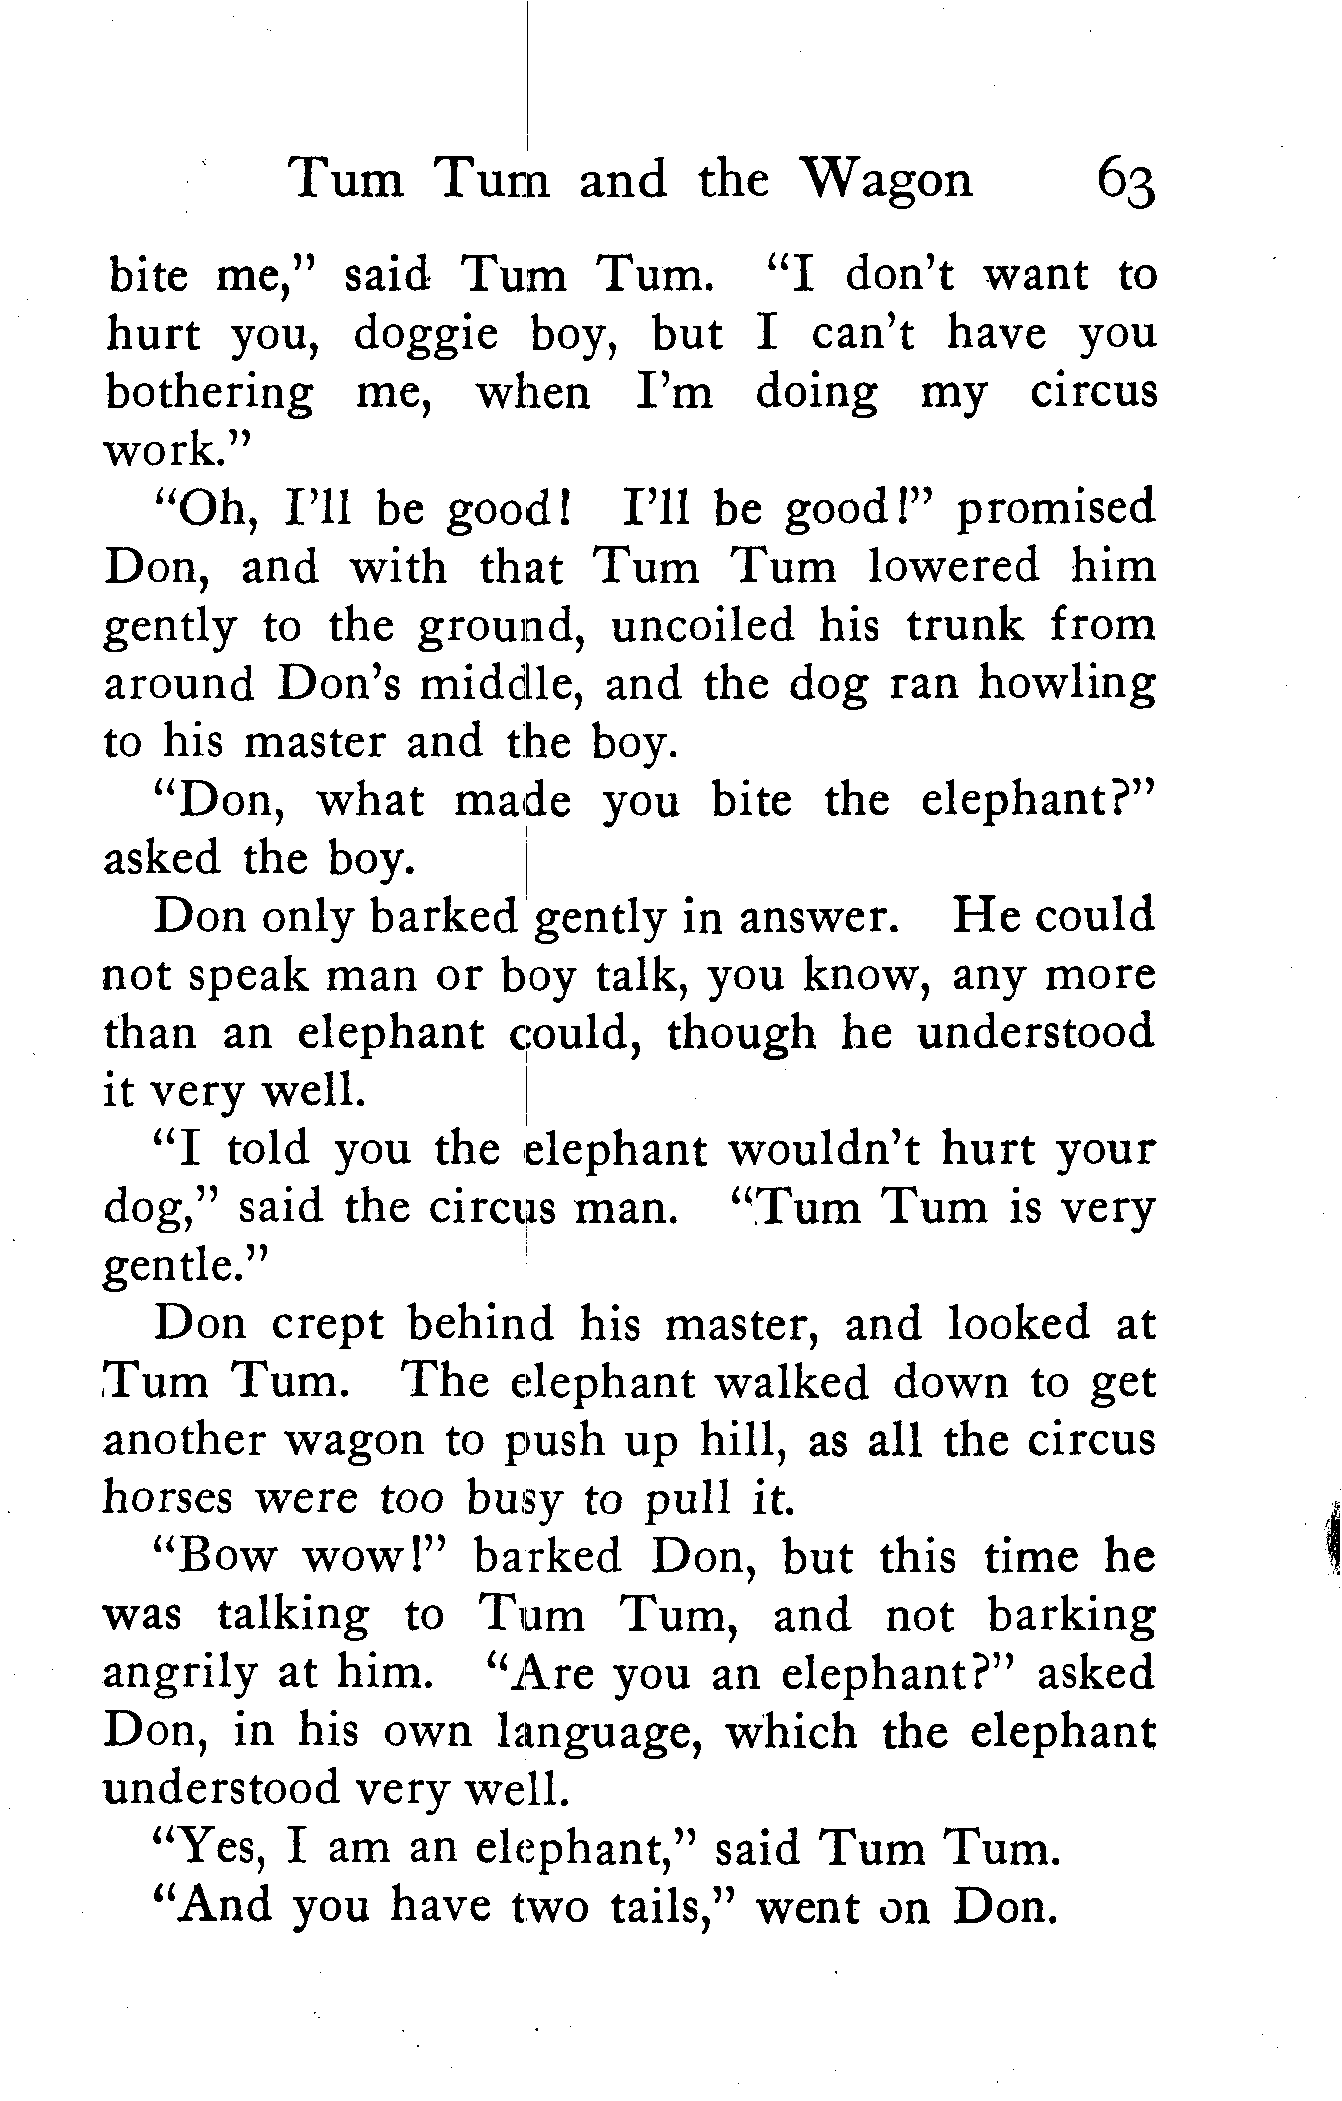 Tum Tum and the Wagon 63
bite me," said Tum Tum. "I don't want to
hurt you, doggie boy, but I can't have you
bothering me, when I'm doing my circus
work."
"Oh, I'll be good! I'll be good!" promised
Don, and with that Tum Tum lowered him
gently to the ground, uncoiled his trunk from
around Don's middle, and the dog ran howling
to his master and the boy.
"Don, what made you bite the elephant?"
asked the boy.
Don only barked gently in answer. He could
not speak man or boy talk, you know, any more
than an elephant could, though he understood
it very well.
"I told you the elephant wouldn't hurt your
dog," said the circus man. "Tum Tum is very
gentle."
Don crept behind his master, and looked at
Tum Tum. The elephant walked down to get
another wagon to push up hill, as all the circus
horses were too busy to pull it.
"Bow wow!" barked Don, but this time he
was talking to Tum Tum, and not barking
angrily at him. "Are you an elephant?" asked
Don, in his own language, which the elephant
understood very well.
"Yes, I am an elephant," said Tum Tum.
"And you have two tails," went on Don.